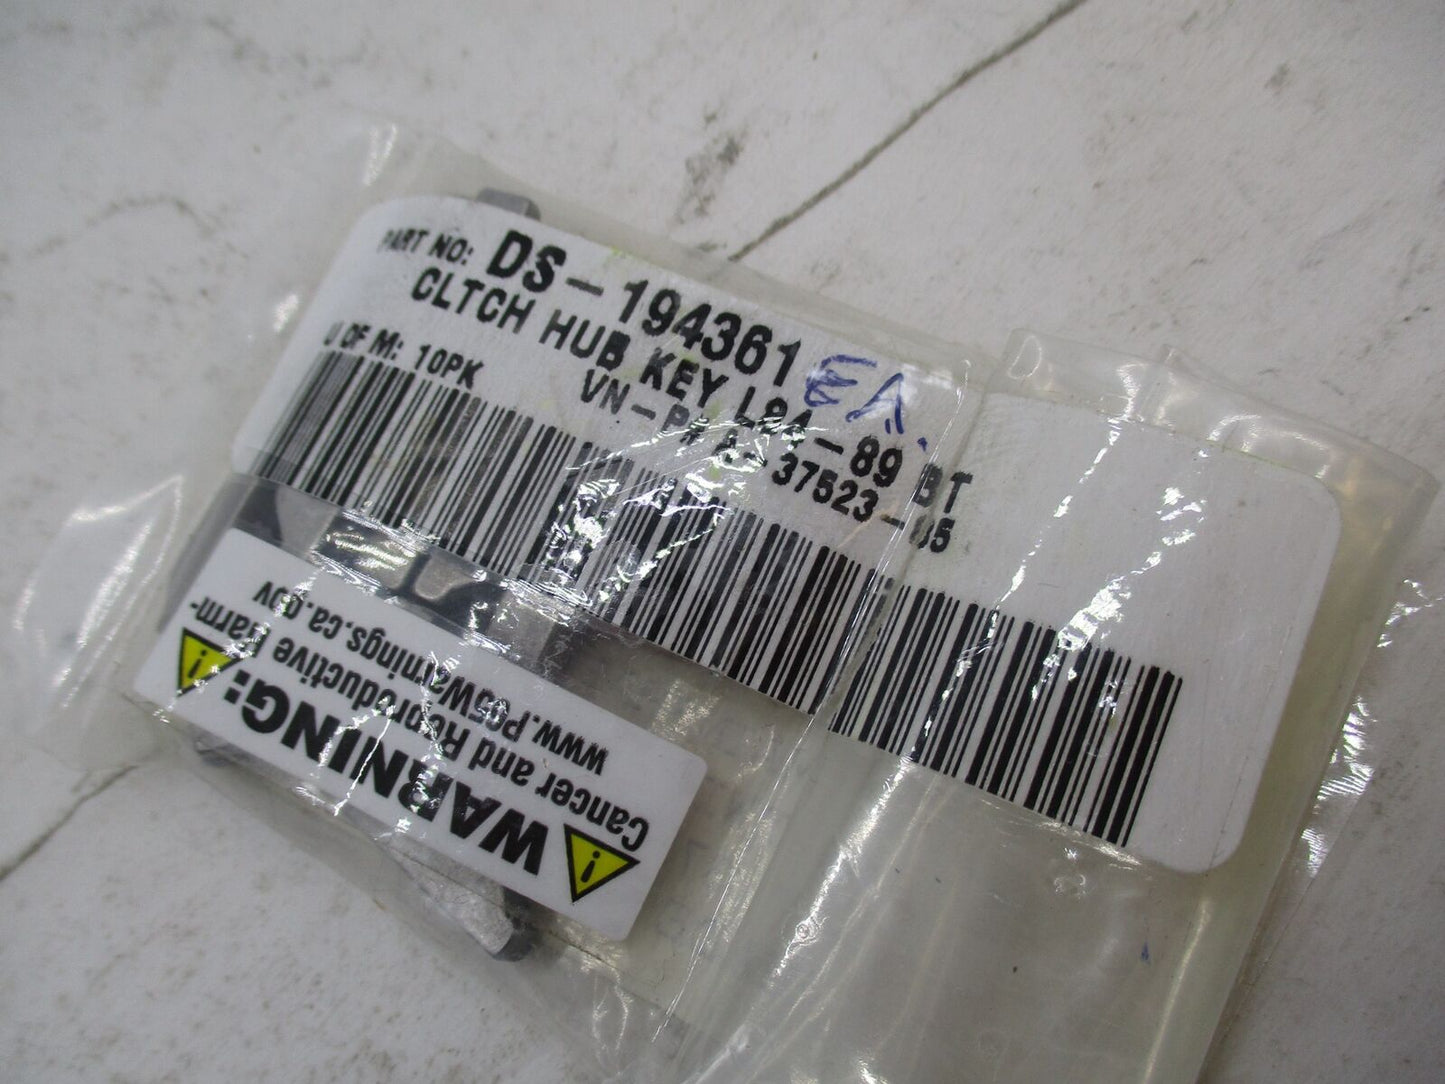 PART NO: DS-194361 EA.
CLTCH HUB KEY L84-89 BT
U OF M: 10PK VN-P# A-37523-85
WARNING:
Cancer and Reproductive Harm-
www.P65Warnings.ca.gov